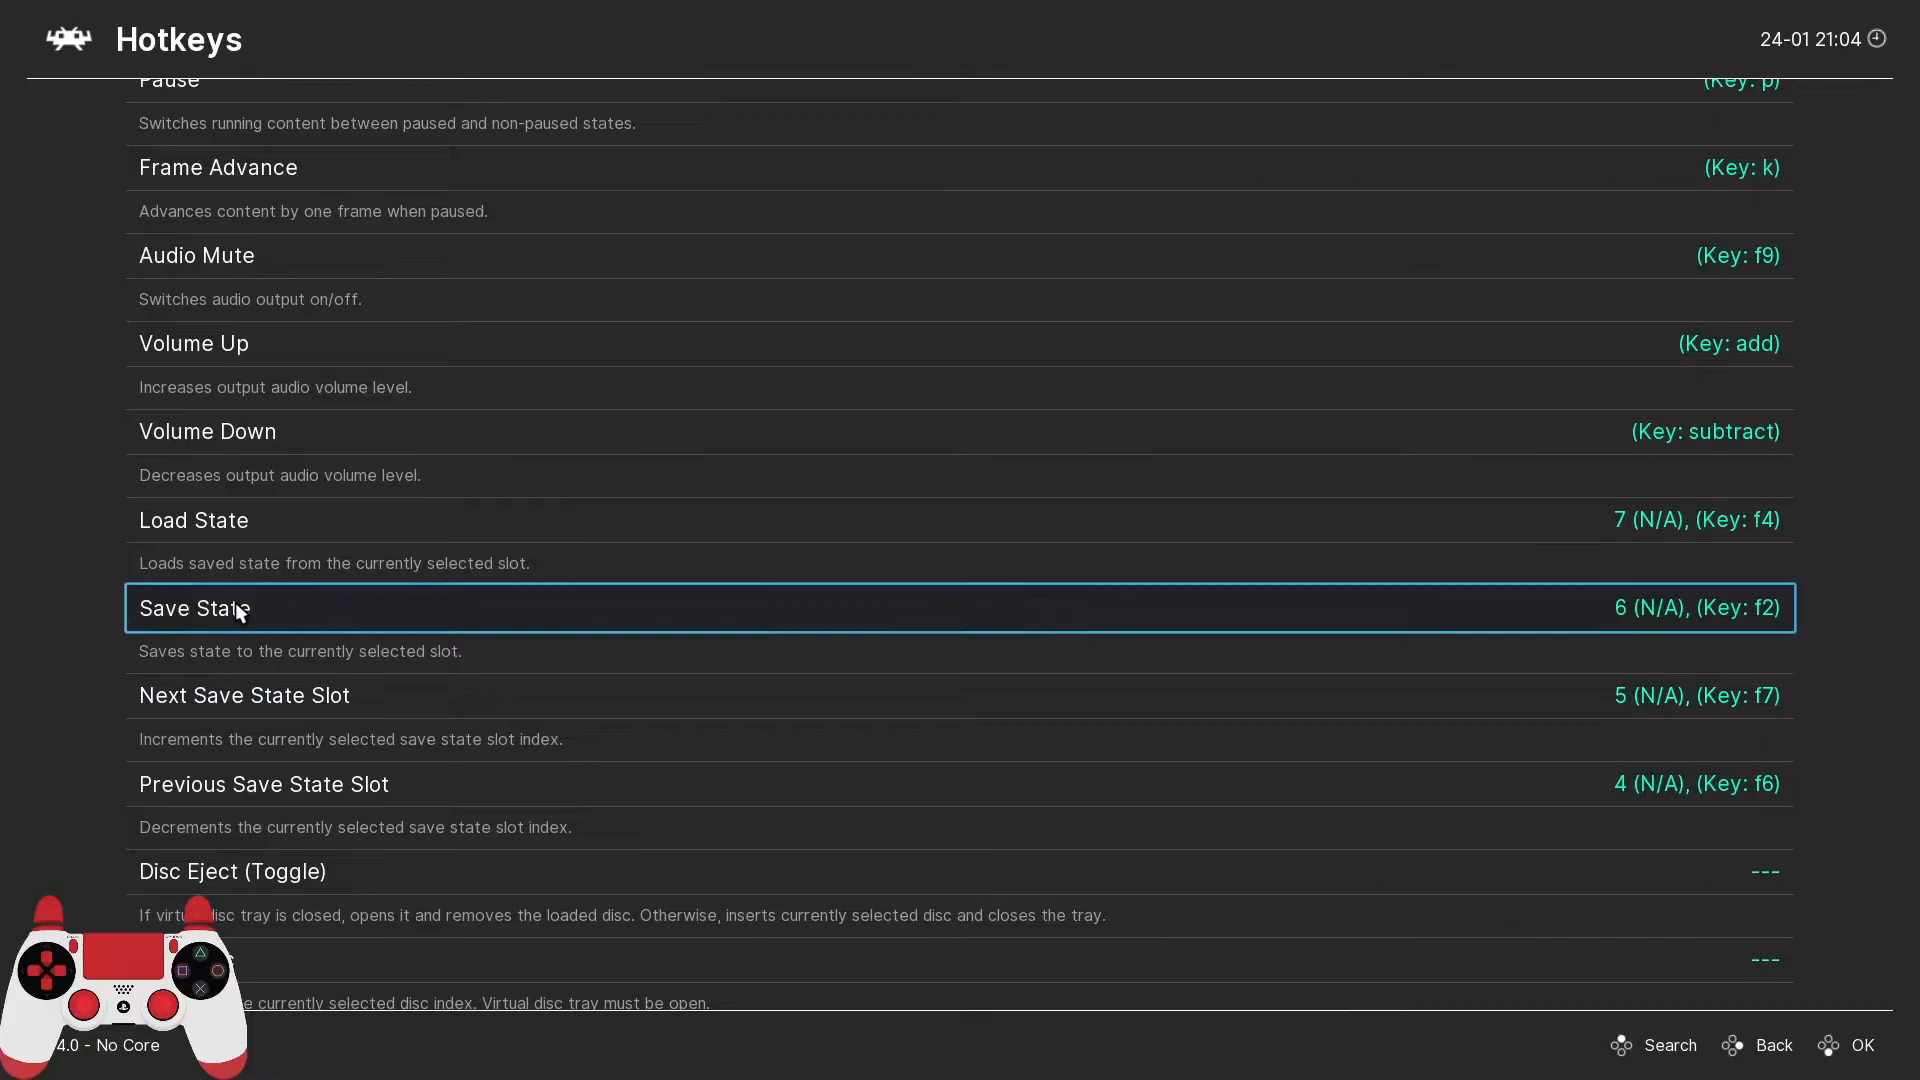 Hotkeys
24-01 21:04
Pause (Key: p)
Switches running content between paused and non-paused states.
Frame Advance (Key: k)
Advances content by one frame when paused.
Audio Mute (Key: f9)
Switches audio output on/off.
Volume Up (Key: add)
Increases output audio volume level.
Volume Down (Key: subtract)
Decreases output audio volume level.
Load State 7 (N/A), (Key: f4)
Loads saved state from the currently selected slot.
Save State 6 (N/A), (Key: f2)
Saves state to the currently selected slot.
Next Save State Slot 5 (N/A), (Key: f7)
Increments the currently selected save state slot index.
Previous Save State Slot 4 (N/A), (Key: f6)
Decrements the currently selected save state slot index.
Disc Eject (Toggle) ---
If disc tray is closed, opens it and removes the loaded disc. Otherwise, inserts currently selected disc and closes the tray.
---
currently selected disc index. Virtual disc tray must be open.
4.0 - No Core
Search Back OK